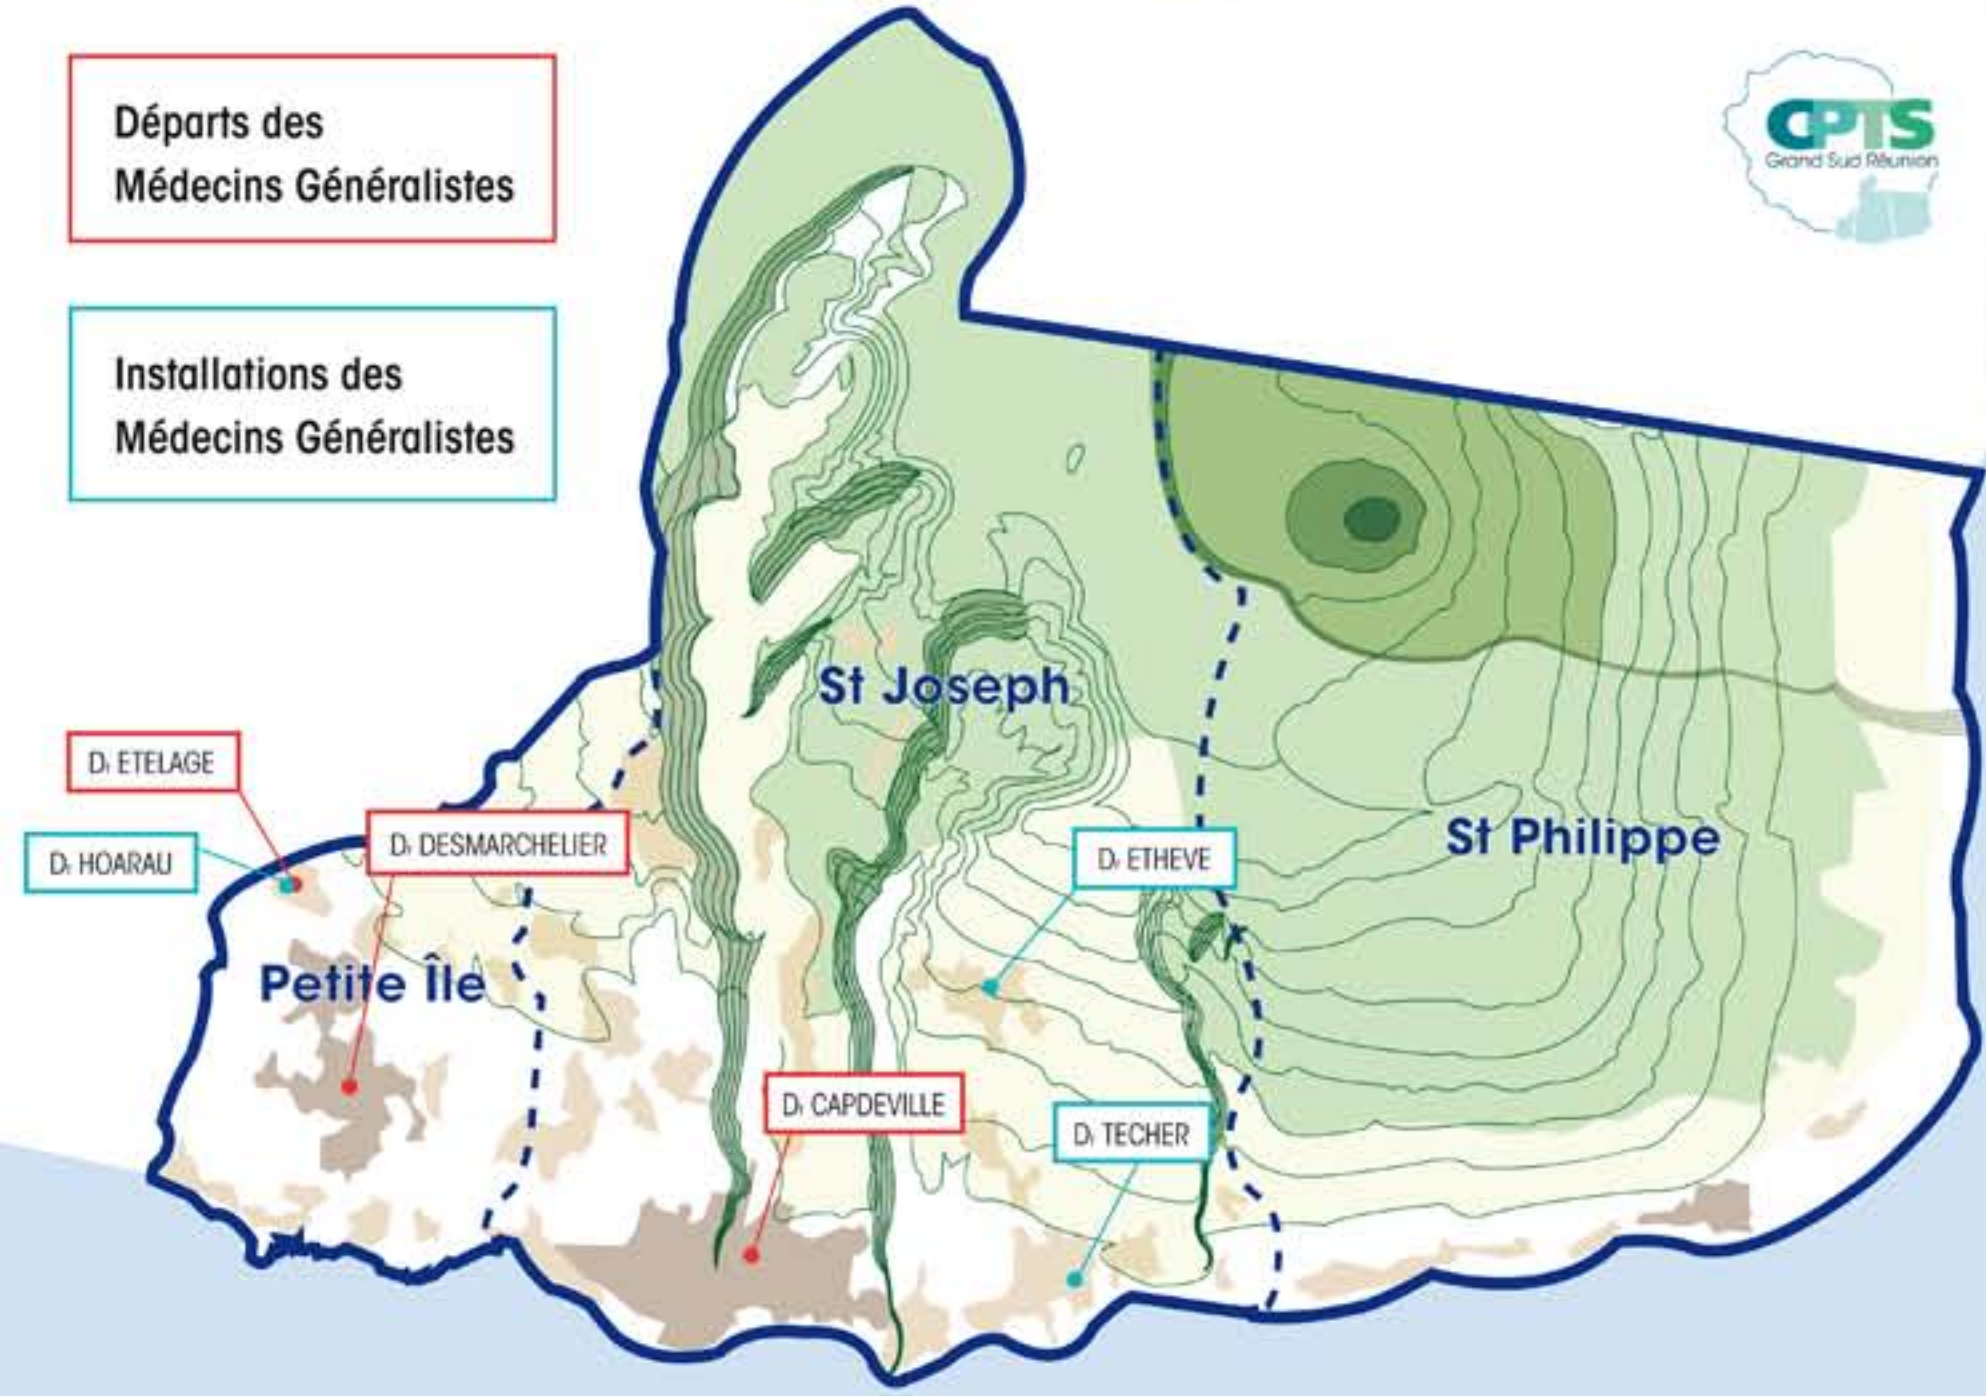 Départs des
Médecins Généralistes
CPTS
Grand Sud Réunion
Installations des
Médecins Généralistes
St Joseph
Dr ETELAGE
Dr DESMARCHELIER
Dr HOARAU
Dr ETHEVE
St Philippe
Petite Île
Dr CAPDEVILLE
Dr TECHER